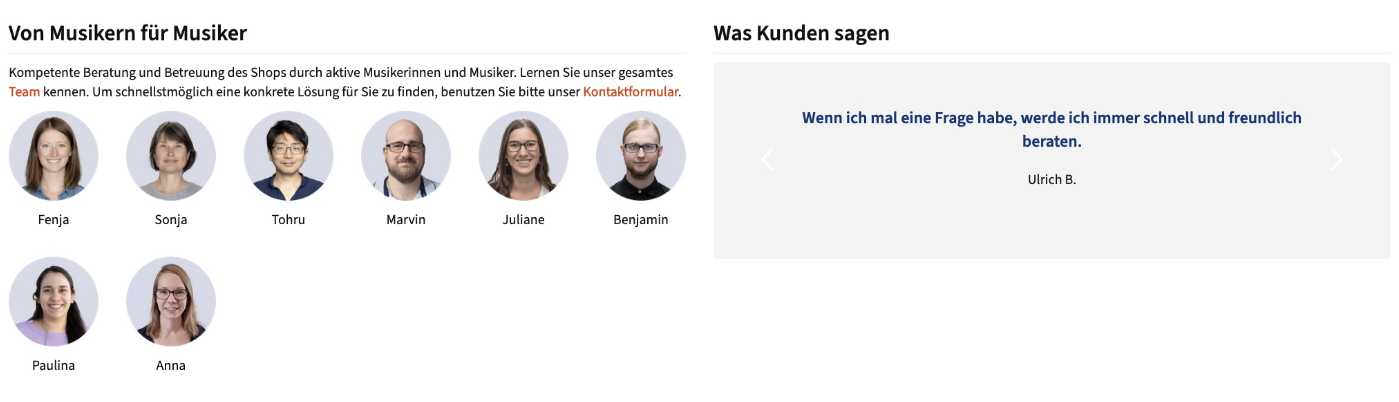 Von Musikern für Musiker
Kompetente Beratung und Betreuung des Shops durch aktive Musikerinnen und Musiker. Lernen Sie unser gesamtes
Team kennen. Um schnellstmöglich eine konkrete Lösung für Sie zu finden, benutzen Sie bitte unser Kontaktformular.
Fenja
Sonja
Tohru
Marvin
Juliane
Benjamin
Paulina
Anna
Was Kunden sagen
Wenn ich mal eine Frage habe, werde ich immer schnell und freundlich
beraten.
Ulrich B.